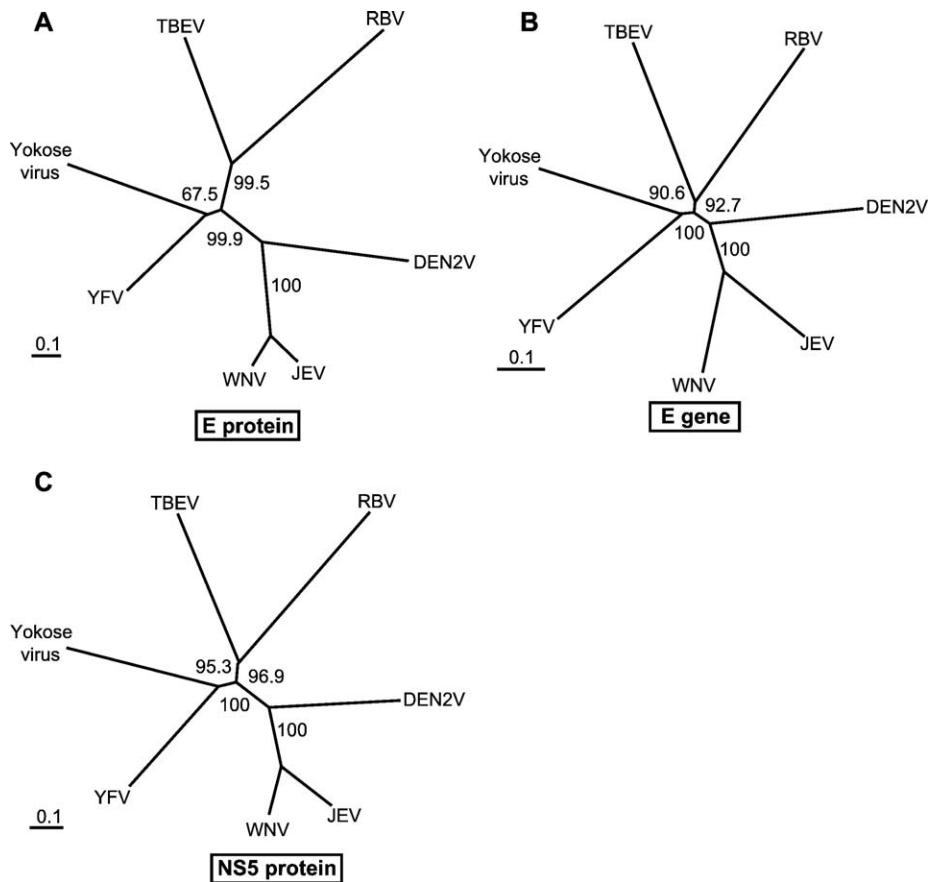 A
TBEV
RBV
Yokose
virus
67.5
99.5
99.9
DEN2V
100
YFV
0.1
WNV
JEV
E protein
B
TBEV
RBV
Yokose
virus
90.6
92.7
DEN2V
100
100
YFV
JEV
0.1
WNV
E gene
C
TBEV
RBV
Yokose
virus
95.3
96.9
100
DEN2V
100
YFV
0.1
WNV
JEV
NS5 protein